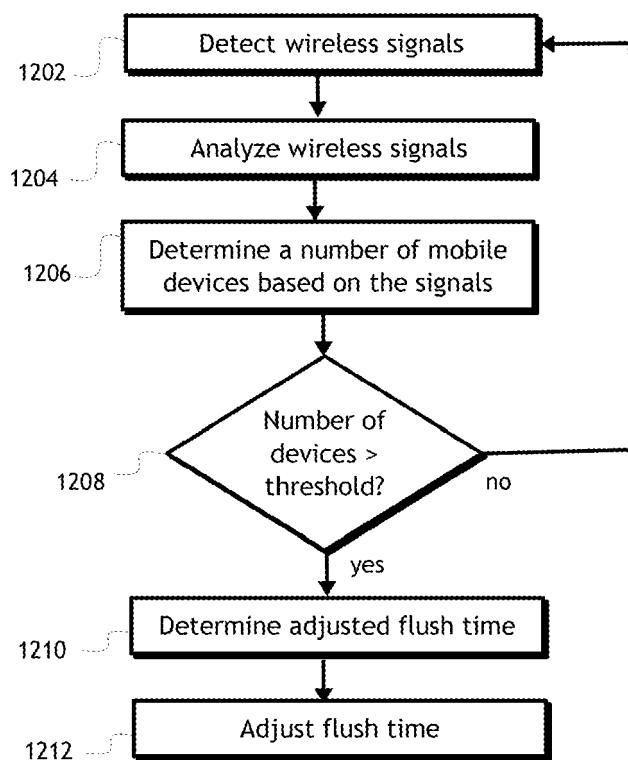 Detect wireless signals
1202
Analyze wireless signals
1204
Determine a number of mobile
devices based on the signals
1206
Number of
devices >
threshold?
1208
no
yes
Determine adjusted flush time
1210
Adjust flush time
1212